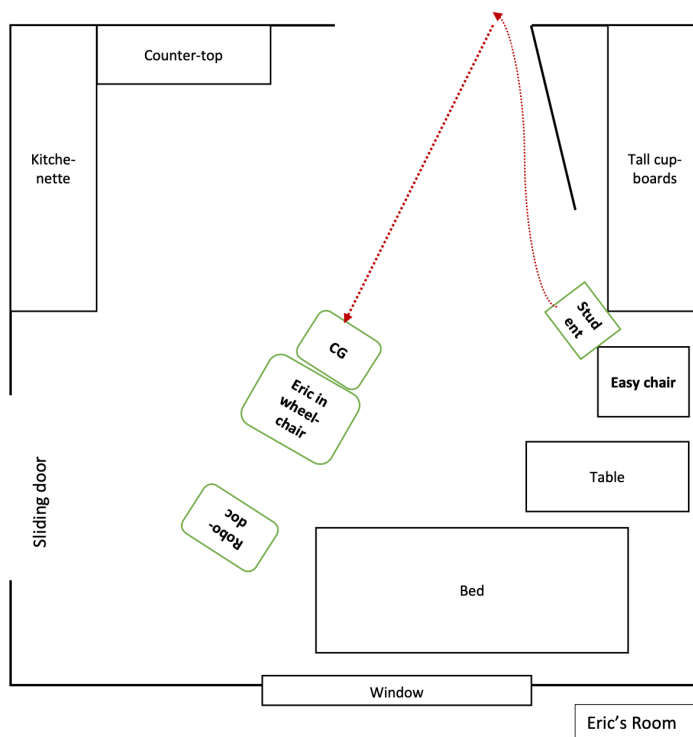 Counter-top
Kitche-
nette
Tall cup-
boards
Stud
ent
CG
Easy chair
Eric in
wheel-
chair
Table
Sliding door
Robo-
doc
Bed
Window
Eric’s Room